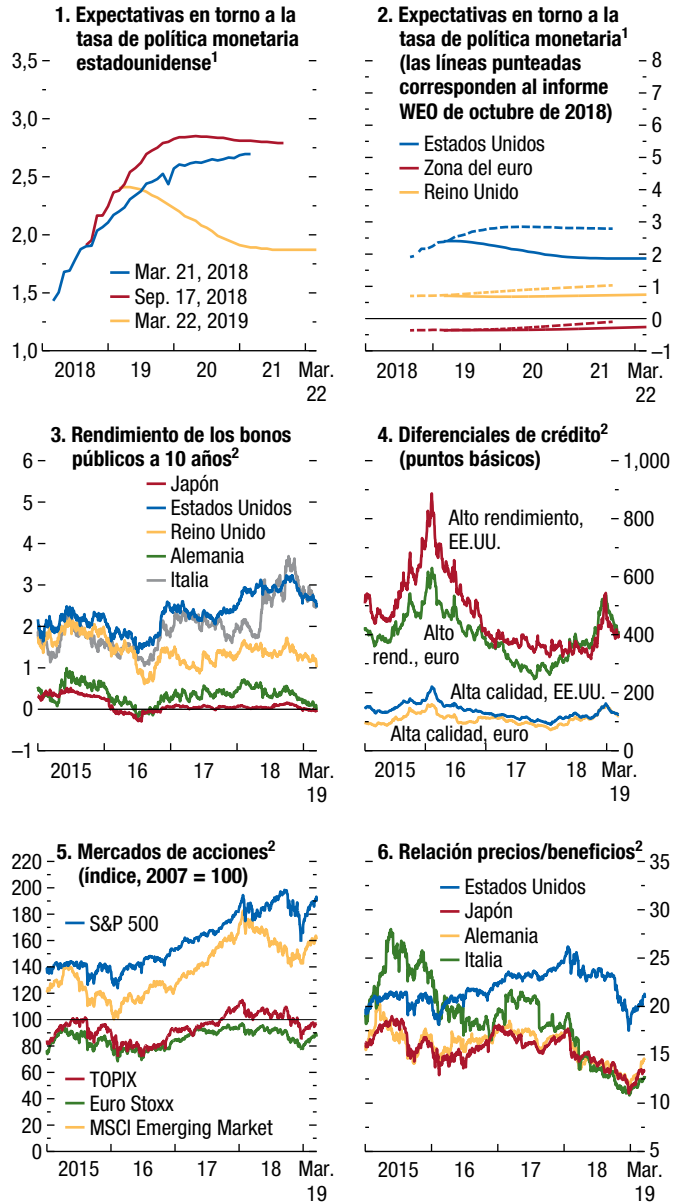 1. Expectativas en torno a la
tasa de política monetaria
estadounidense1
3,5
3,0
2,5
2,0
1,5
1,0
Mar. 21, 2018
Sep. 17, 2018
Mar. 22, 2019
2018 19 20 21 Mar.
22
2. Expectativas en torno a la
tasa de política monetaria1
(las líneas punteadas
corresponden al informe
WEO de octubre de 2018)
Estados Unidos
Zona del euro
Reino Unido
8
7
6
5
4
3
2
1
0
–1
2018 19 20 21 Mar.
22
3. Rendimiento de los bonos
públicos a 10 años2
6
5
4
3
2
1
0
–1
Japón
Estados Unidos
Reino Unido
Alemania
Italia
2015 16 17 18 Mar.
19
4. Diferenciales de crédito2
(puntos básicos)
1,000
800
600
400
200
0
Alto rendimiento,
EE.UU.
Alto
rend., euro
Alta calidad, EE.UU.
Alta calidad, euro
2015 16 17 18 Mar.
19
5. Mercados de acciones2
(índice, 2007 = 100)
220
200
180
160
140
120
100
80
60
40
20
0
S&P 500
TOPIX
Euro Stoxx
MSCI Emerging Market
2015 16 17 18 Mar.
19
6. Relación precios/beneficios2
Estados Unidos
Japón
Alemania
Italia
35
30
25
20
15
10
5
2015 16 17 18 Mar.
19